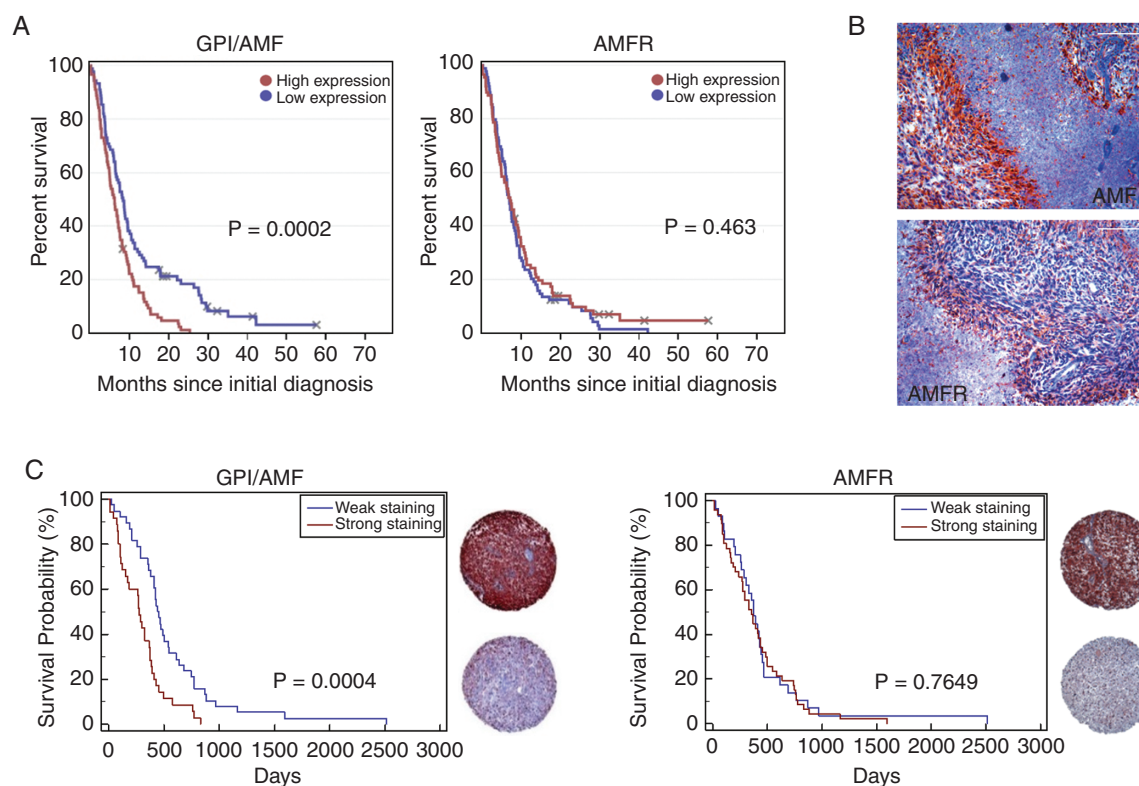 A
GPI/AMF
100
80
60
40
20
0
Percent survival
High expression
Low expression
P = 0.0002
10 20 30 40 50 60 70
Months since initial diagnosis
AMFR
100
80
60
40
20
0
Percent survival
High expression
Low expression
P = 0.463
10 20 30 40 50 60 70
Months since initial diagnosis
B
AMF
AMFR
C
GPI/AMF
100
80
60
40
20
0
Survival Probability (%)
Weak staining
Strong staining
P = 0.0004
0 500 1000 1500 2000 2500 3000
Days
AMFR
100
80
60
40
20
0
Survival Probability (%)
Weak staining
Strong staining
P = 0.7649
0 500 1000 1500 2000 2500 3000
Days